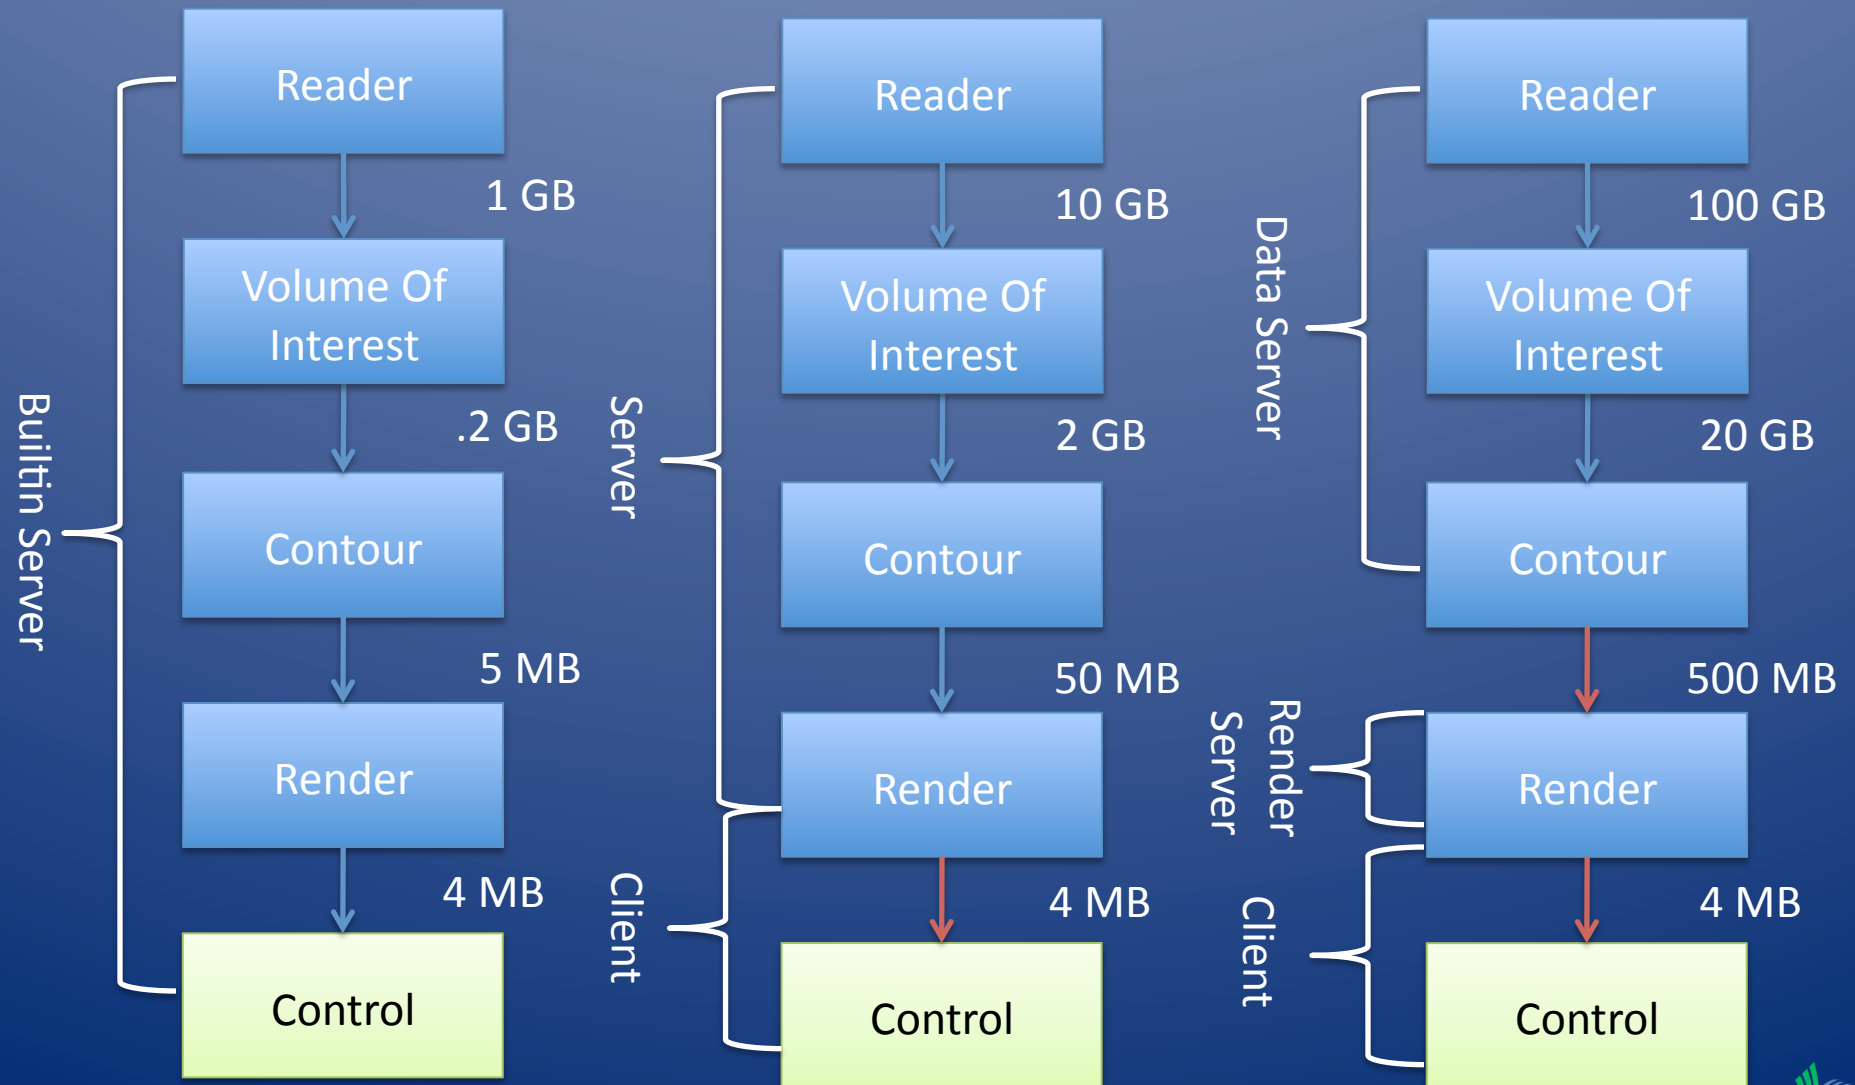 Builtin Server
Reader
1 GB
Volume Of
Interest
.2 GB
Contour
5 MB
Render
4 MB
Control
Server
Client
Reader
10 GB
Volume Of
Interest
2 GB
Contour
50 MB
Render
4 MB
Control
Data Server
Render
Server
Client
Reader
100 GB
Volume Of
Interest
20 GB
Contour
500 MB
Render
4 MB
Control